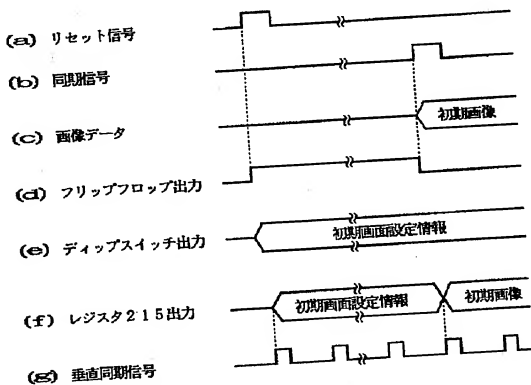 (a) リセット信号
(b) 同期信号
(c) 画像データ
初期画像
(d) フリップフロップ出力
(e) ディップスイッチ出力
初期画面設定情報
(f) レジスタ215出力
初期画面設定情報
初期画像
(g) 垂直同期信号